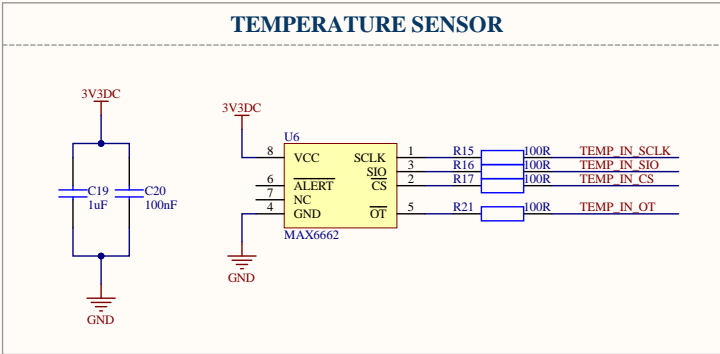 TEMPERATURE SENSOR
3V3DC
3V3DC
U6
8 VCC SCLK 1 R15 100R TEMP_IN_SCLK
SIO 3 R16 100R TEMP_IN_SIO
6 ALERT CS 2 R17 100R TEMP_IN_CS
7 NC
4 GND OT 5 R21 100R TEMP_IN_OT
MAX6662
C19
1uF
C20
100nF
GND
GND